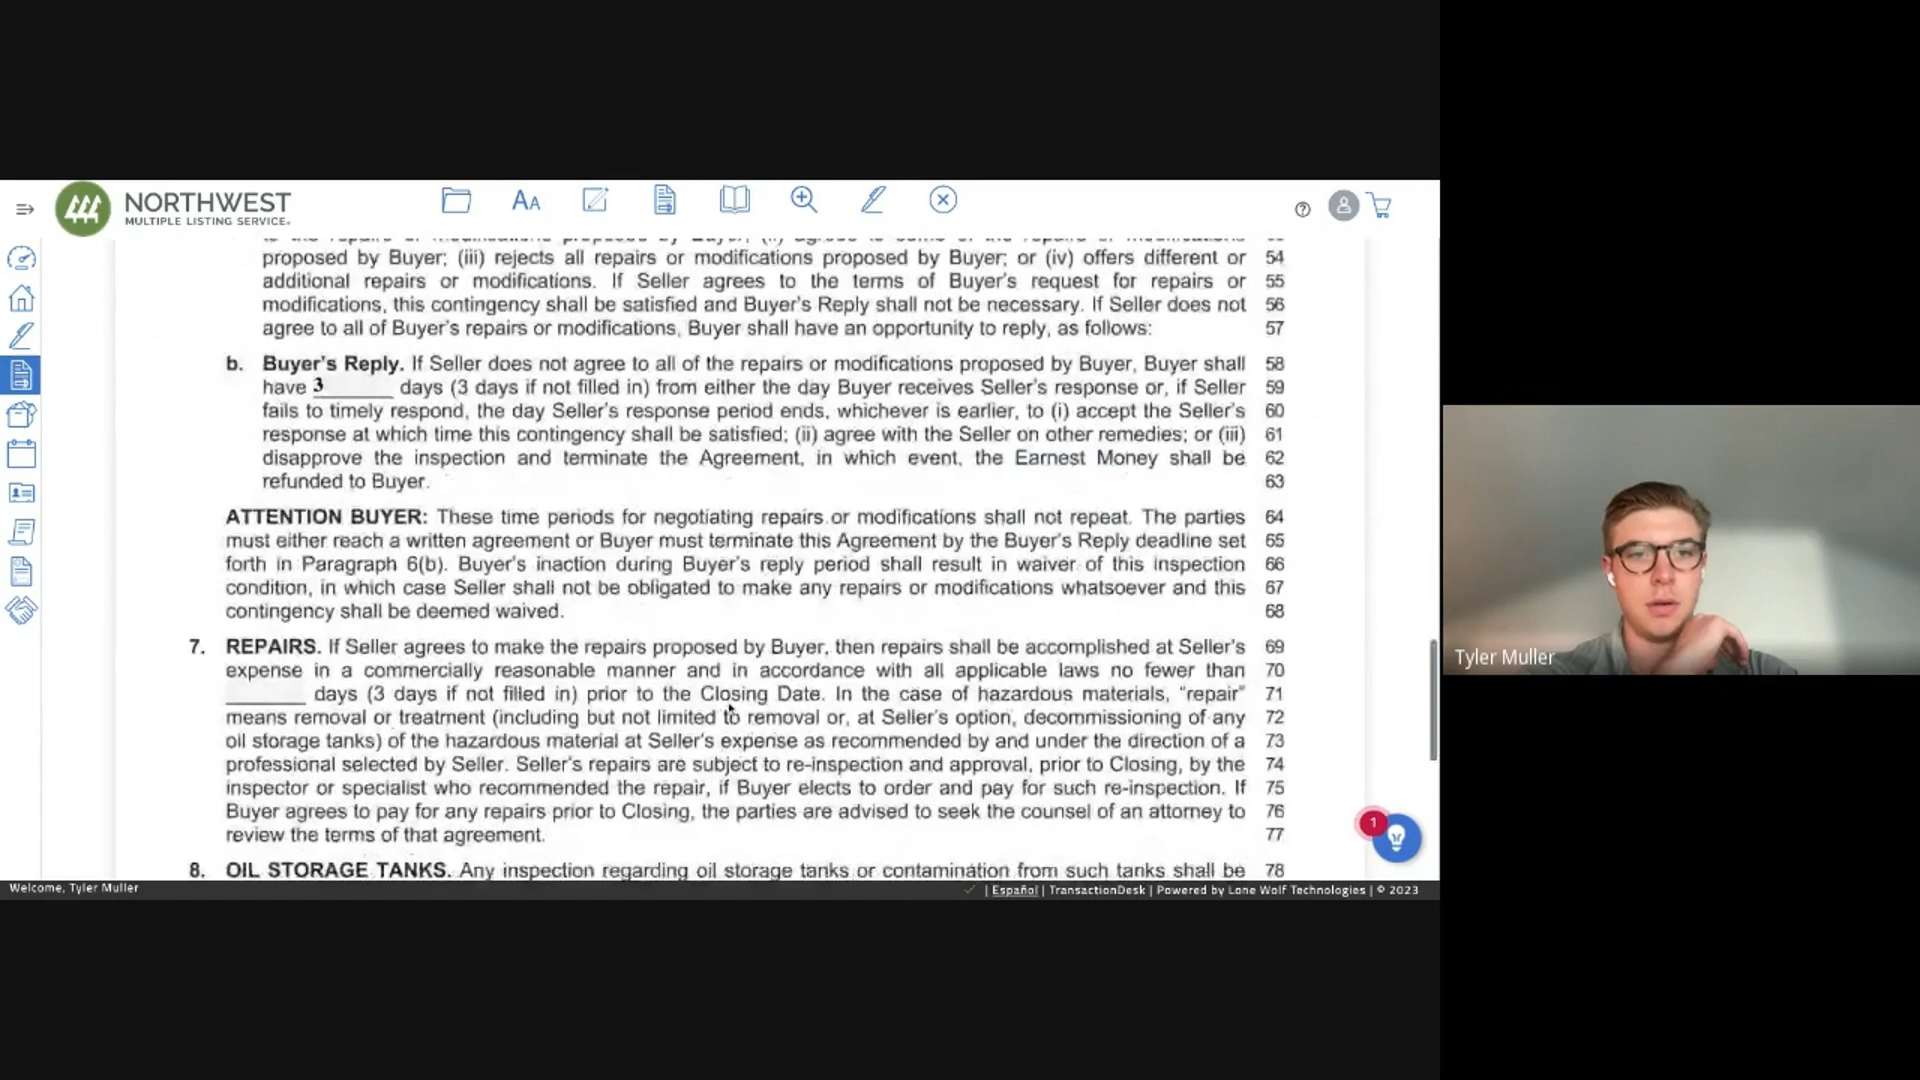 NORTHWEST
MULTIPLE LISTING SERVICE
AA
?
proposed by Buyer; (iii) rejects all repairs or modifications proposed by Buyer; or (iv) offers different or 54
additional repairs or modifications. If Seller agrees to the terms of Buyer's request for repairs or 55
modifications, this contingency shall be satisfied and Buyer's Reply shall not be necessary. If Seller does not 56
agree to all of Buyer's repairs or modifications, Buyer shall have an opportunity to reply, as follows: 57
b. Buyer's Reply. If Seller does not agree to all of the repairs or modifications proposed by Buyer, Buyer shall 58
have 3 days (3 days if not filled in) from either the day Buyer receives Seller's response or, if Seller 59
fails to timely respond, the day Seller's response period ends, whichever is earlier, to (i) accept the Seller's 60
response at which time this contingency shall be satisfied; (ii) agree with the Seller on other remedies; or (iii) 61
disapprove the inspection and terminate the Agreement, in which event, the Earnest Money shall be 62
refunded to Buyer. 63
ATTENTION BUYER: These time periods for negotiating repairs or modifications shall not repeat. The parties 64
must either reach a written agreement or Buyer must terminate this Agreement by the Buyer's Reply deadline set 65
forth in Paragraph 6(b). Buyer's inaction during Buyer's reply period shall result in waiver of this inspection 66
condition, in which case Seller shall not be obligated to make any repairs or modifications whatsoever and this 67
contingency shall be deemed waived. 68
7. REPAIRS. If Seller agrees to make the repairs proposed by Buyer, then repairs shall be accomplished at Seller's 69
expense in a commercially reasonable manner and in accordance with all applicable laws no fewer than 70
______ days (3 days if not filled in) prior to the Closing Date. In the case of hazardous materials, "repair" 71
means removal or treatment (including but not limited to removal or, at Seller's option, decommissioning of any 72
oil storage tanks) of the hazardous material at Seller's expense as recommended by and under the direction of a 73
professional selected by Seller. Seller's repairs are subject to re-inspection and approval, prior to Closing, by the 74
inspector or specialist who recommended the repair, if Buyer elects to order and pay for such re-inspection. If 75
Buyer agrees to pay for any repairs prior to Closing, the parties are advised to seek the counsel of an attorney to 76
review the terms of that agreement. 77
8. OIL STORAGE TANKS. Any inspection regarding oil storage tanks or contamination from such tanks shall be 78
1
Welcome, Tyler Muller
| Español | TransactionDesk | Powered by Lone Wolf Technologies | © 2023
Tyler Muller